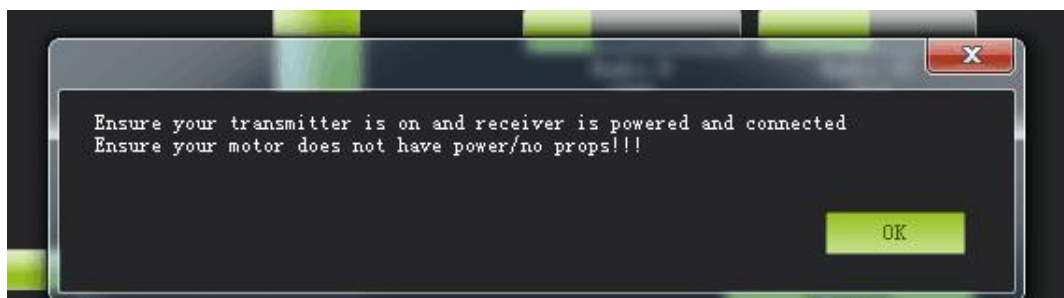 Ensure your transmitter is on and receiver is powered and connected
Ensure your motor does not have power/no props!!!
OK